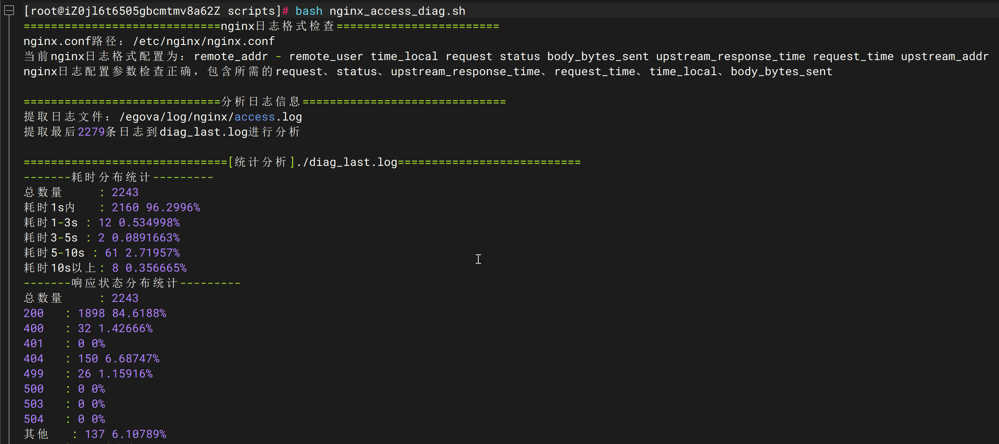 [root@iZ0jl6t6505gbcmtmv8a62Z scripts]# bash nginx_access_diag.sh
=============================nginx日志格式检查========================
nginx.conf路径：/etc/nginx/nginx.conf
当前nginx日志格式配置为：remote_addr - remote_user time_local request status body_bytes_sent upstream_response_time request_time upstream_addr
nginx日志配置参数检查正确，包含所需的request、status、upstream_response_time、request_time、time_local、body_bytes_sent
=============================分析日志信息==============================
提取日志文件：/egova/log/nginx/access.log
提取最后2279条日志到diag_last.log进行分析
==============================[统计分析]./diag_last.log===========================
-------耗时分布统计---------
总数量 : 2243
耗时1s内 : 2160 96.2996%
耗时1-3s : 12 0.534998%
耗时3-5s : 2 0.0891663%
耗时5-10s : 61 2.71957%
耗时10s以上: 8 0.356665%
-------响应状态分布统计---------
总数量 : 2243
200 : 1898 84.6188%
400 : 32 1.42666%
401 : 0 0%
404 : 150 6.68747%
499 : 26 1.15916%
500 : 0 0%
503 : 0 0%
504 : 0 0%
其他 : 137 6.10789%